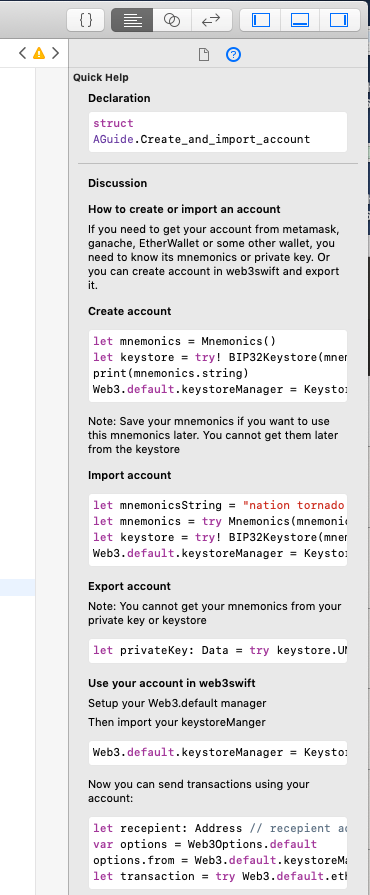 { }
Quick Help
Declaration
struct
AGuide.Create_and_import_account
Discussion
How to create or import an account
If you need to get your account from metamask,
ganache, EtherWallet or some other wallet, you
need to know its mnemonics or private key. Or
you can create account in web3swift and export
it.
Create account
let mnemonics = Mnemonics()
let keystore = try! BIP32Keystore(mnem
print(mnemonics.string)
Web3.default.keystoreManager = Keysto
Note: Save your mnemonics if you want to use
this mnemonics later. You cannot get them later
from the keystore
Import account
let mnemonicsString = "nation tornado
let mnemonics = try Mnemonics(mnemonic
let keystore = try! BIP32Keystore(mnem
Web3.default.keystoreManager = Keysto
Export account
Note: You cannot get your mnemonics from your
private key or keystore
let privateKey: Data = try keystore.UN
Use your account in web3swift
Setup your Web3.default manager
Then import your keystoreManger
Web3.default.keystoreManager = Keysto
Now you can send transactions using your
account:
let recepient: Address // recepient ad
var options = Web3Options.default
options.from = Web3.default.keystoreMa
let transaction = try Web3.default.eth